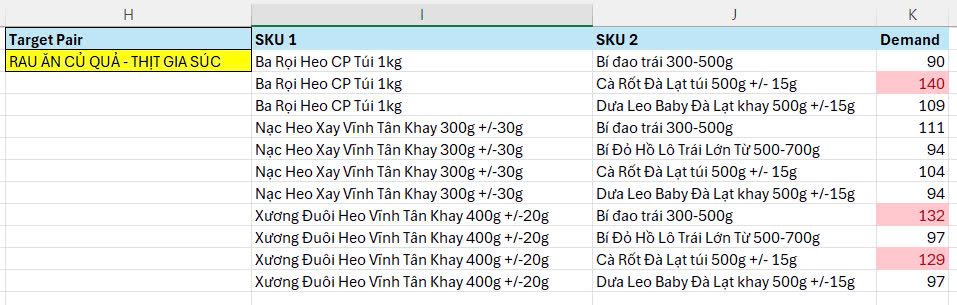 H I J K
Target Pair SKU 1 SKU 2 Demand
RAU ĂN CỦ QUẢ - THỊT GIA SÚC Ba Rọi Heo CP Túi 1kg Bí đao trái 300-500g 90
Ba Rọi Heo CP Túi 1kg Cà Rốt Đà Lạt túi 500g +/- 15g 140
Ba Rọi Heo CP Túi 1kg Dưa Leo Baby Đà Lạt khay 500g +/-15g 109
Nạc Heo Xay Vĩnh Tân Khay 300g +/-30g Bí đao trái 300-500g 111
Nạc Heo Xay Vĩnh Tân Khay 300g +/-30g Bí Đỏ Hồ Lô Trái Lớn Từ 500-700g 94
Nạc Heo Xay Vĩnh Tân Khay 300g +/-30g Cà Rốt Đà Lạt túi 500g +/- 15g 104
Nạc Heo Xay Vĩnh Tân Khay 300g +/-30g Dưa Leo Baby Đà Lạt khay 500g +/-15g 94
Xương Đuôi Heo Vĩnh Tân Khay 400g +/-20g Bí đao trái 300-500g 132
Xương Đuôi Heo Vĩnh Tân Khay 400g +/-20g Bí Đỏ Hồ Lô Trái Lớn Từ 500-700g 97
Xương Đuôi Heo Vĩnh Tân Khay 400g +/-20g Cà Rốt Đà Lạt túi 500g +/- 15g 129
Xương Đuôi Heo Vĩnh Tân Khay 400g +/-20g Dưa Leo Baby Đà Lạt khay 500g +/-15g 97